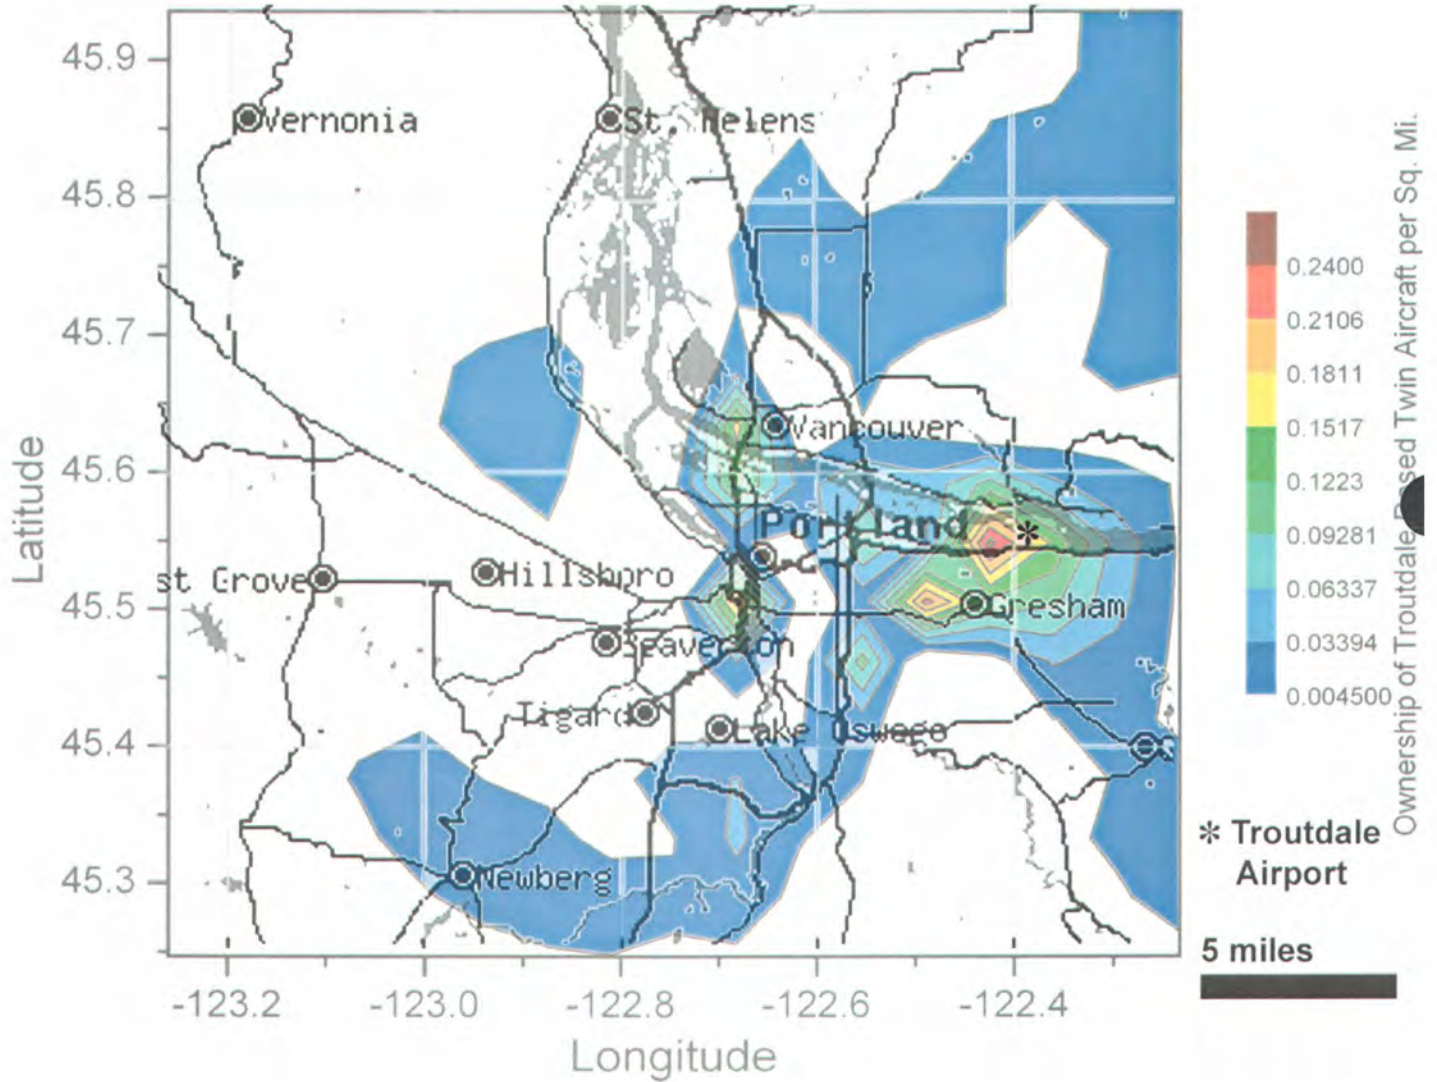 45.9
45.8
45.7
45.6
45.5
45.4
45.3
Latitude
-123.2
-123.0
-122.8
-122.6
-122.4
Longitude
Vernonia
St. Helens
Vancouver
Portland
Hillsboro
st Grove
Gresham
Beaverton
Tigard
Lake Oswego
Newberg
0.2400
0.2106
0.1811
0.1517
0.1223
0.09281
0.06337
0.03394
0.004500
Ownership of Troutdale Based Twin Aircraft per Sq. Mi.
* Troutdale
Airport
5 miles